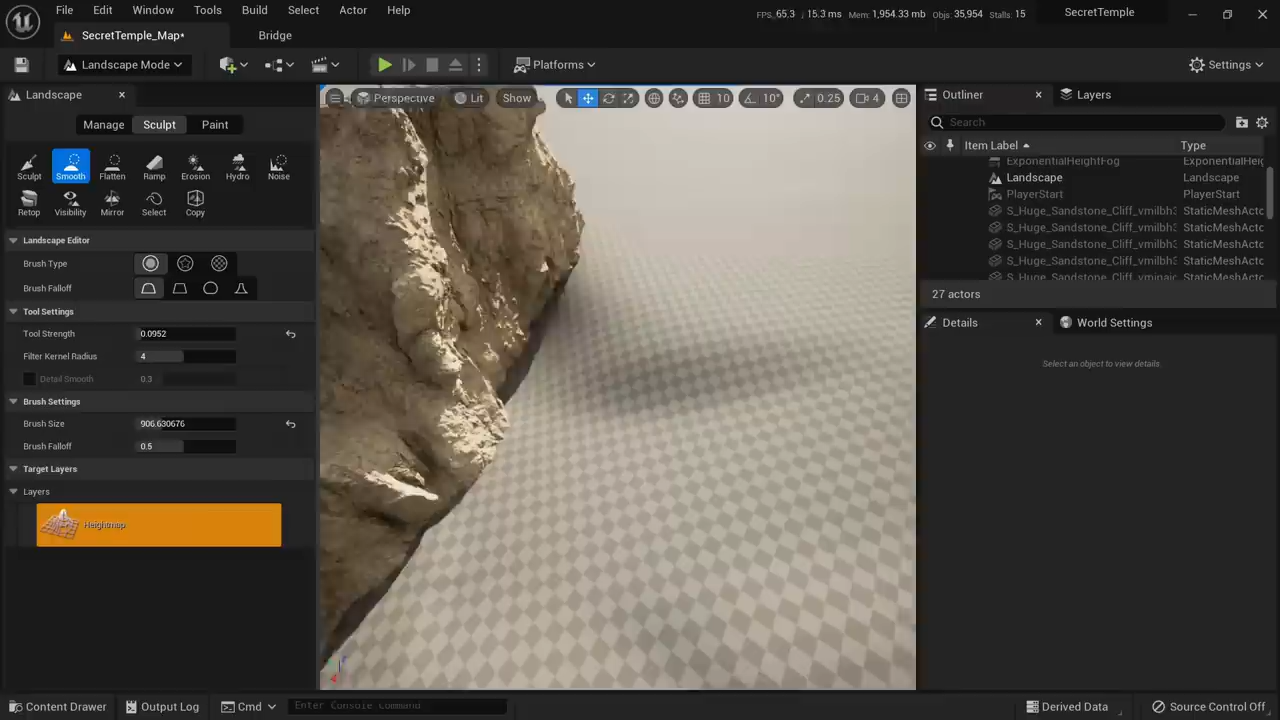 File Edit Window Tools Build Select Actor Help
FPS: 65.3 / 15.3 ms Mem: 1,954.33 mb Objs: 35,954 Stalls: 15
SecretTemple
SecretTemple_Map*
Bridge
Landscape Mode
Platforms
Settings
Landscape
Manage Sculpt Paint
Sculpt Smooth Flatten Ramp Erosion Hydro Noise
Retop Visibility Mirror Select Copy
Landscape Editor
Brush Type
Brush Falloff
Tool Settings
Tool Strength 0.0952
Filter Kernel Radius 4
Detail Smooth 0.3
Brush Settings
Brush Size 906.630676
Brush Falloff 0.5
Target Layers
Layers
Heightmap
Perspective Lit Show 10 10° 0.25 4
Outliner Layers
Search
Item Label Type
ExponentialHeightFog ExponentialHeig
Landscape Landscape
PlayerStart PlayerStart
S_Huge_Sandstone_Cliff_vmilbh StaticMeshActo
S_Huge_Sandstone_Cliff_vmilbh StaticMeshActo
S_Huge_Sandstone_Cliff_vmilbh StaticMeshActo
S_Huge_Sandstone_Cliff_vmilbh StaticMeshActo
27 actors
Details World Settings
Select an object to view details.
Content Drawer Output Log Cmd Enter Console Command Derived Data Source Control Off